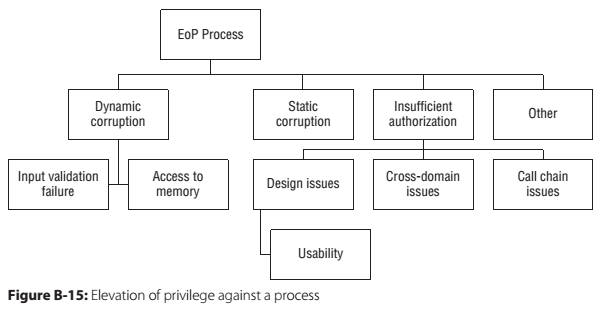 EoP Process
Dynamic
corruption
Static
corruption
Insufficient
authorization
Other
Input validation
failure
Access to
memory
Design issues
Cross-domain
issues
Call chain
issues
Usability
Figure B-15: Elevation of privilege against a process